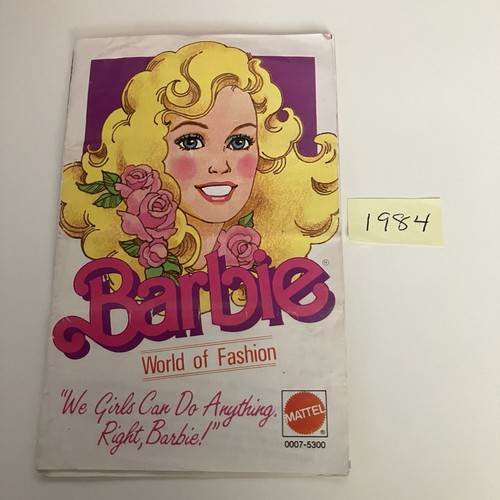 Barbie®
World of Fashion
"We Girls Can Do Anything.
Right, Barbie!"
MATTEL®
0007-5300
1984